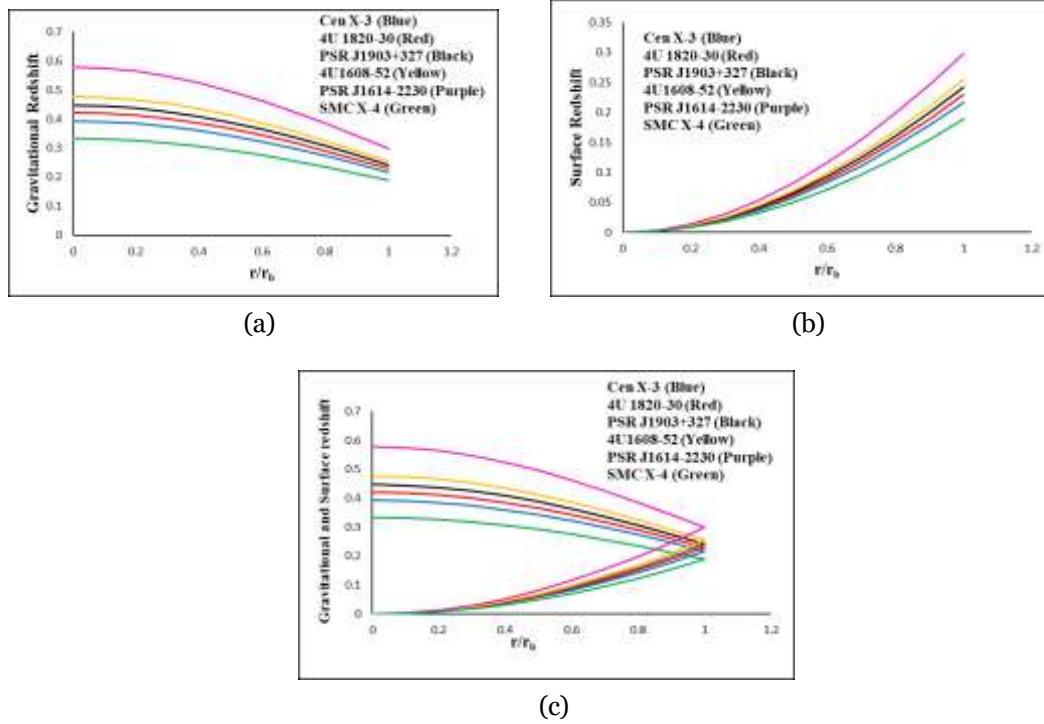 (a)
Cen X-3 (Blue)
4U 1820-30 (Red)
PSR J1903+327 (Black)
4U1608-52 (Yellow)
PSR J1614-2230 (Purple)
SMC X-4 (Green)
Gravitational Redshift
0.7
0.6
0.5
0.4
0.3
0.2
0.1
0
0 0.2 0.4 0.6 0.8 1 1.2
r/rb
(a)
(b)
Cen X-3 (Blue)
4U 1820-30 (Red)
PSR J1903+327 (Black)
4U1608-52 (Yellow)
PSR J1614-2230 (Purple)
SMC X-4 (Green)
Surface Redshift
0.35
0.3
0.25
0.2
0.15
0.1
0.05
0
0 0.2 0.4 0.6 0.8 1 1.2
r/rb
(b)
Cen X-3 (Blue)
4U 1820-30 (Red)
PSR J1903+327 (Black)
4U1608-52 (Yellow)
PSR J1614-2230 (Purple)
SMC X-4 (Green)
Gravitational and Surface redshift
0.7
0.6
0.5
0.4
0.3
0.2
0.1
0
0 0.2 0.4 0.6 0.8 1 1.2
r/rb
(c)